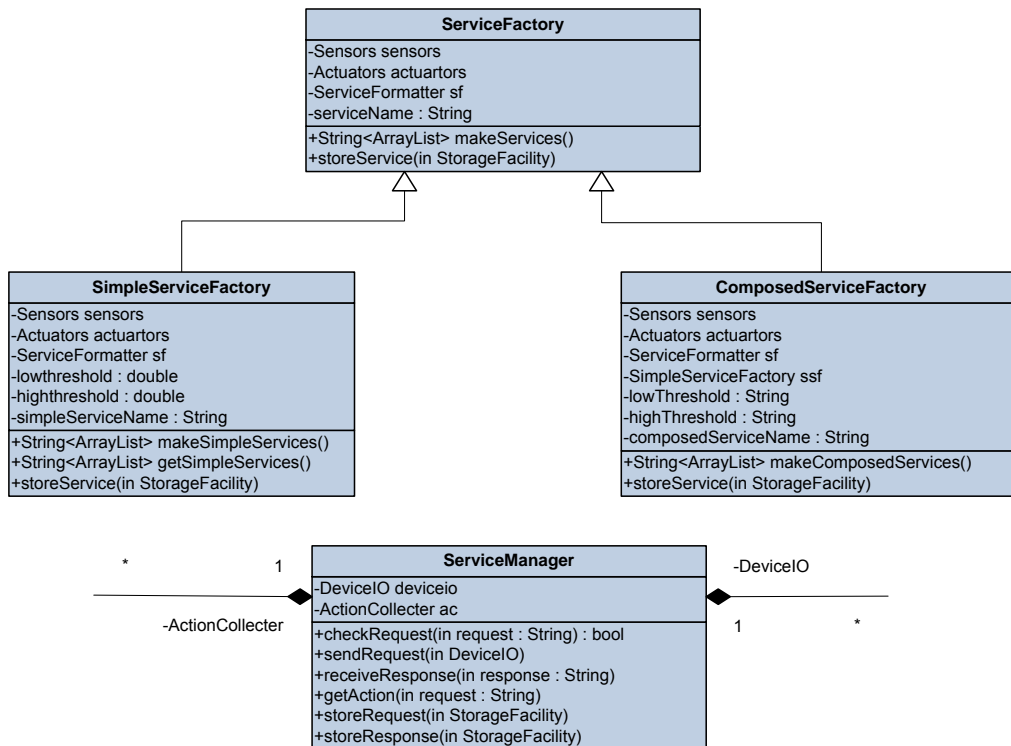 ServiceFactory
-Sensors sensors
-Actuators actuartors
-ServiceFormatter sf
-serviceName : String
+String<ArrayList> makeServices()
+storeService(in StorageFacility)
SimpleServiceFactory
-Sensors sensors
-Actuators actuartors
-ServiceFormatter sf
-lowthreshold : double
-highthreshold : double
-simpleServiceName : String
+String<ArrayList> makeSimpleServices()
+String<ArrayList> getSimpleServices()
+storeService(in StorageFacility)
ComposedServiceFactory
-Sensors sensors
-Actuators actuartors
-ServiceFormatter sf
-SimpleServiceFactory ssf
-lowThreshold : String
-highThreshold : String
-composedServiceName : String
+String<ArrayList> makeComposedServices()
+storeService(in StorageFacility)
* 1
-ActionCollecter
ServiceManager
-DeviceIO deviceio
-ActionCollecter ac
+checkRequest(in request : String) : bool
+sendRequest(in DeviceIO)
+receiveResponse(in response : String)
+getAction(in request : String)
+storeRequest(in StorageFacility)
+storeResponse(in StorageFacility)
-DeviceIO
1 *